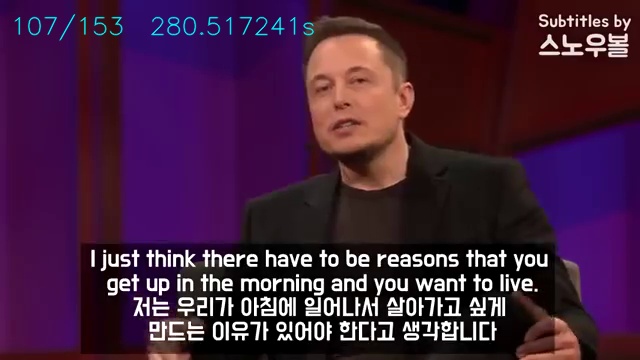 107/153 280.517241s
Subtitles by
스노우볼
I just think there have to be reasons that you
get up in the morning and you want to live.
저는 우리가 아침에 일어나서 살아가고 싶게
만드는 이유가 있어야 한다고 생각합니다